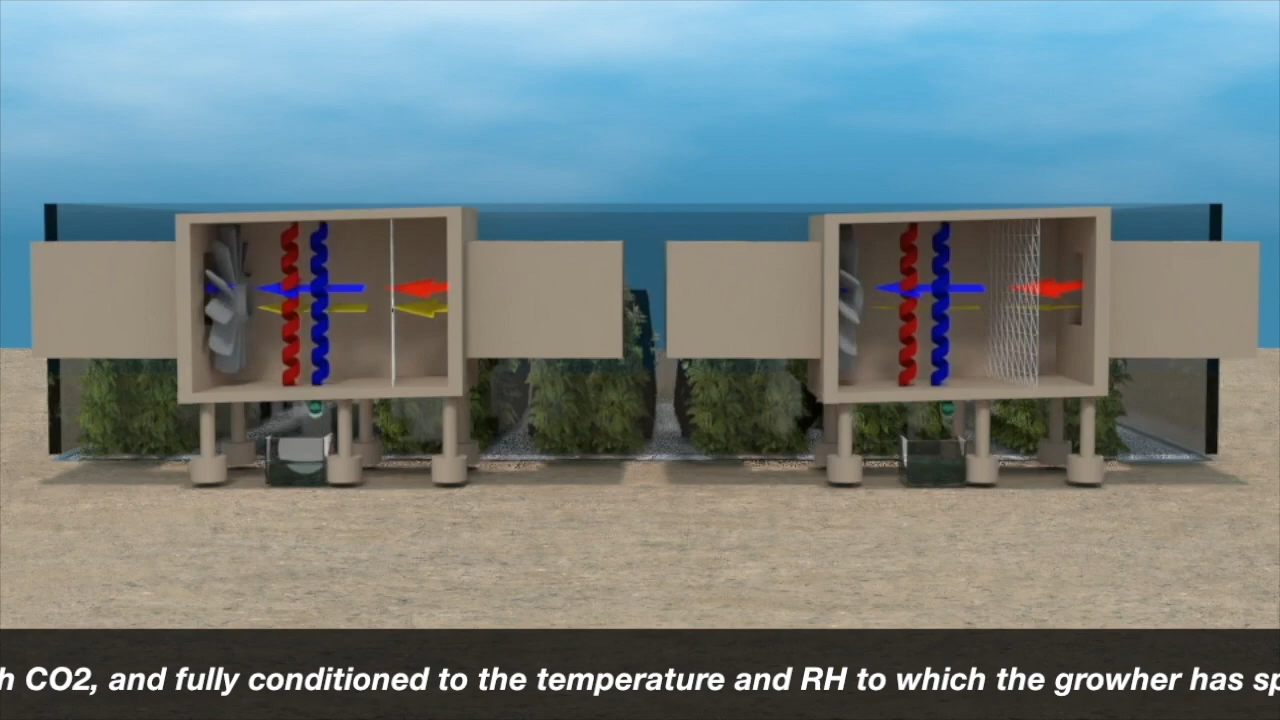 h CO2, and fully conditioned to the temperature and RH to which the growher has sp